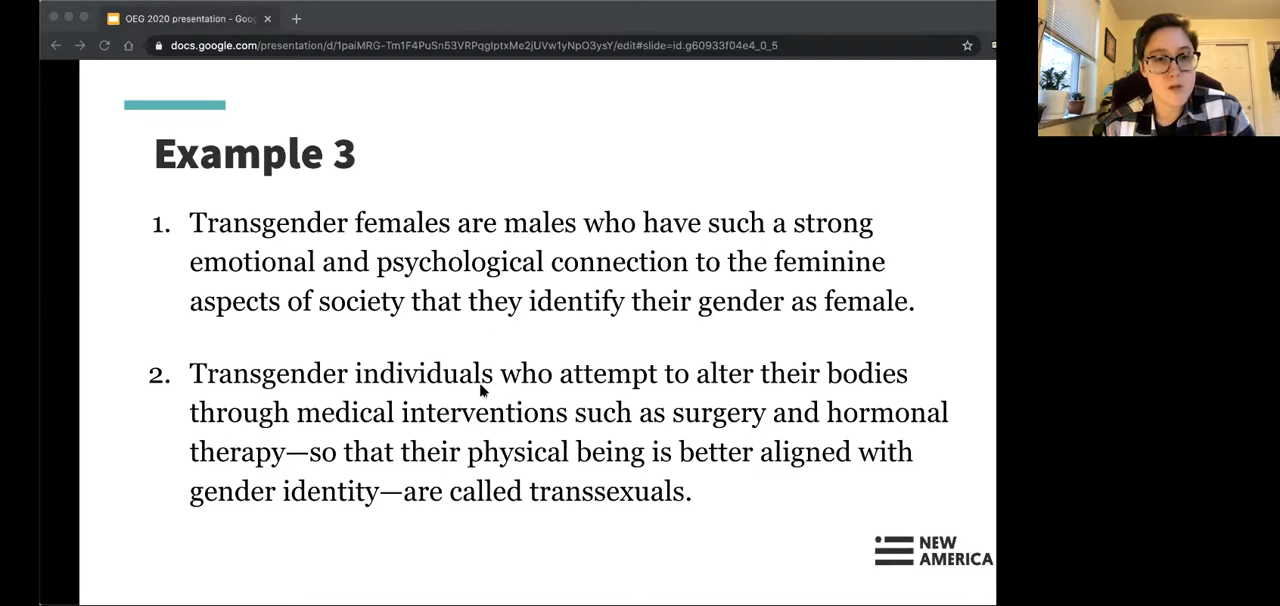 OEG 2020 presentation - Goo
docs.google.com/presentation/d/1paiMRG-Tm1F4PuSn53VRPqglptxMe2jUVw1yNpO3ysY/edit#slide=id.g60933f04e4_0_5
Example 3
1. Transgender females are males who have such a strong
emotional and psychological connection to the feminine
aspects of society that they identify their gender as female.
2. Transgender individuals who attempt to alter their bodies
through medical interventions such as surgery and hormonal
therapy—so that their physical being is better aligned with
gender identity—are called transsexuals.
NEW
AMERICA